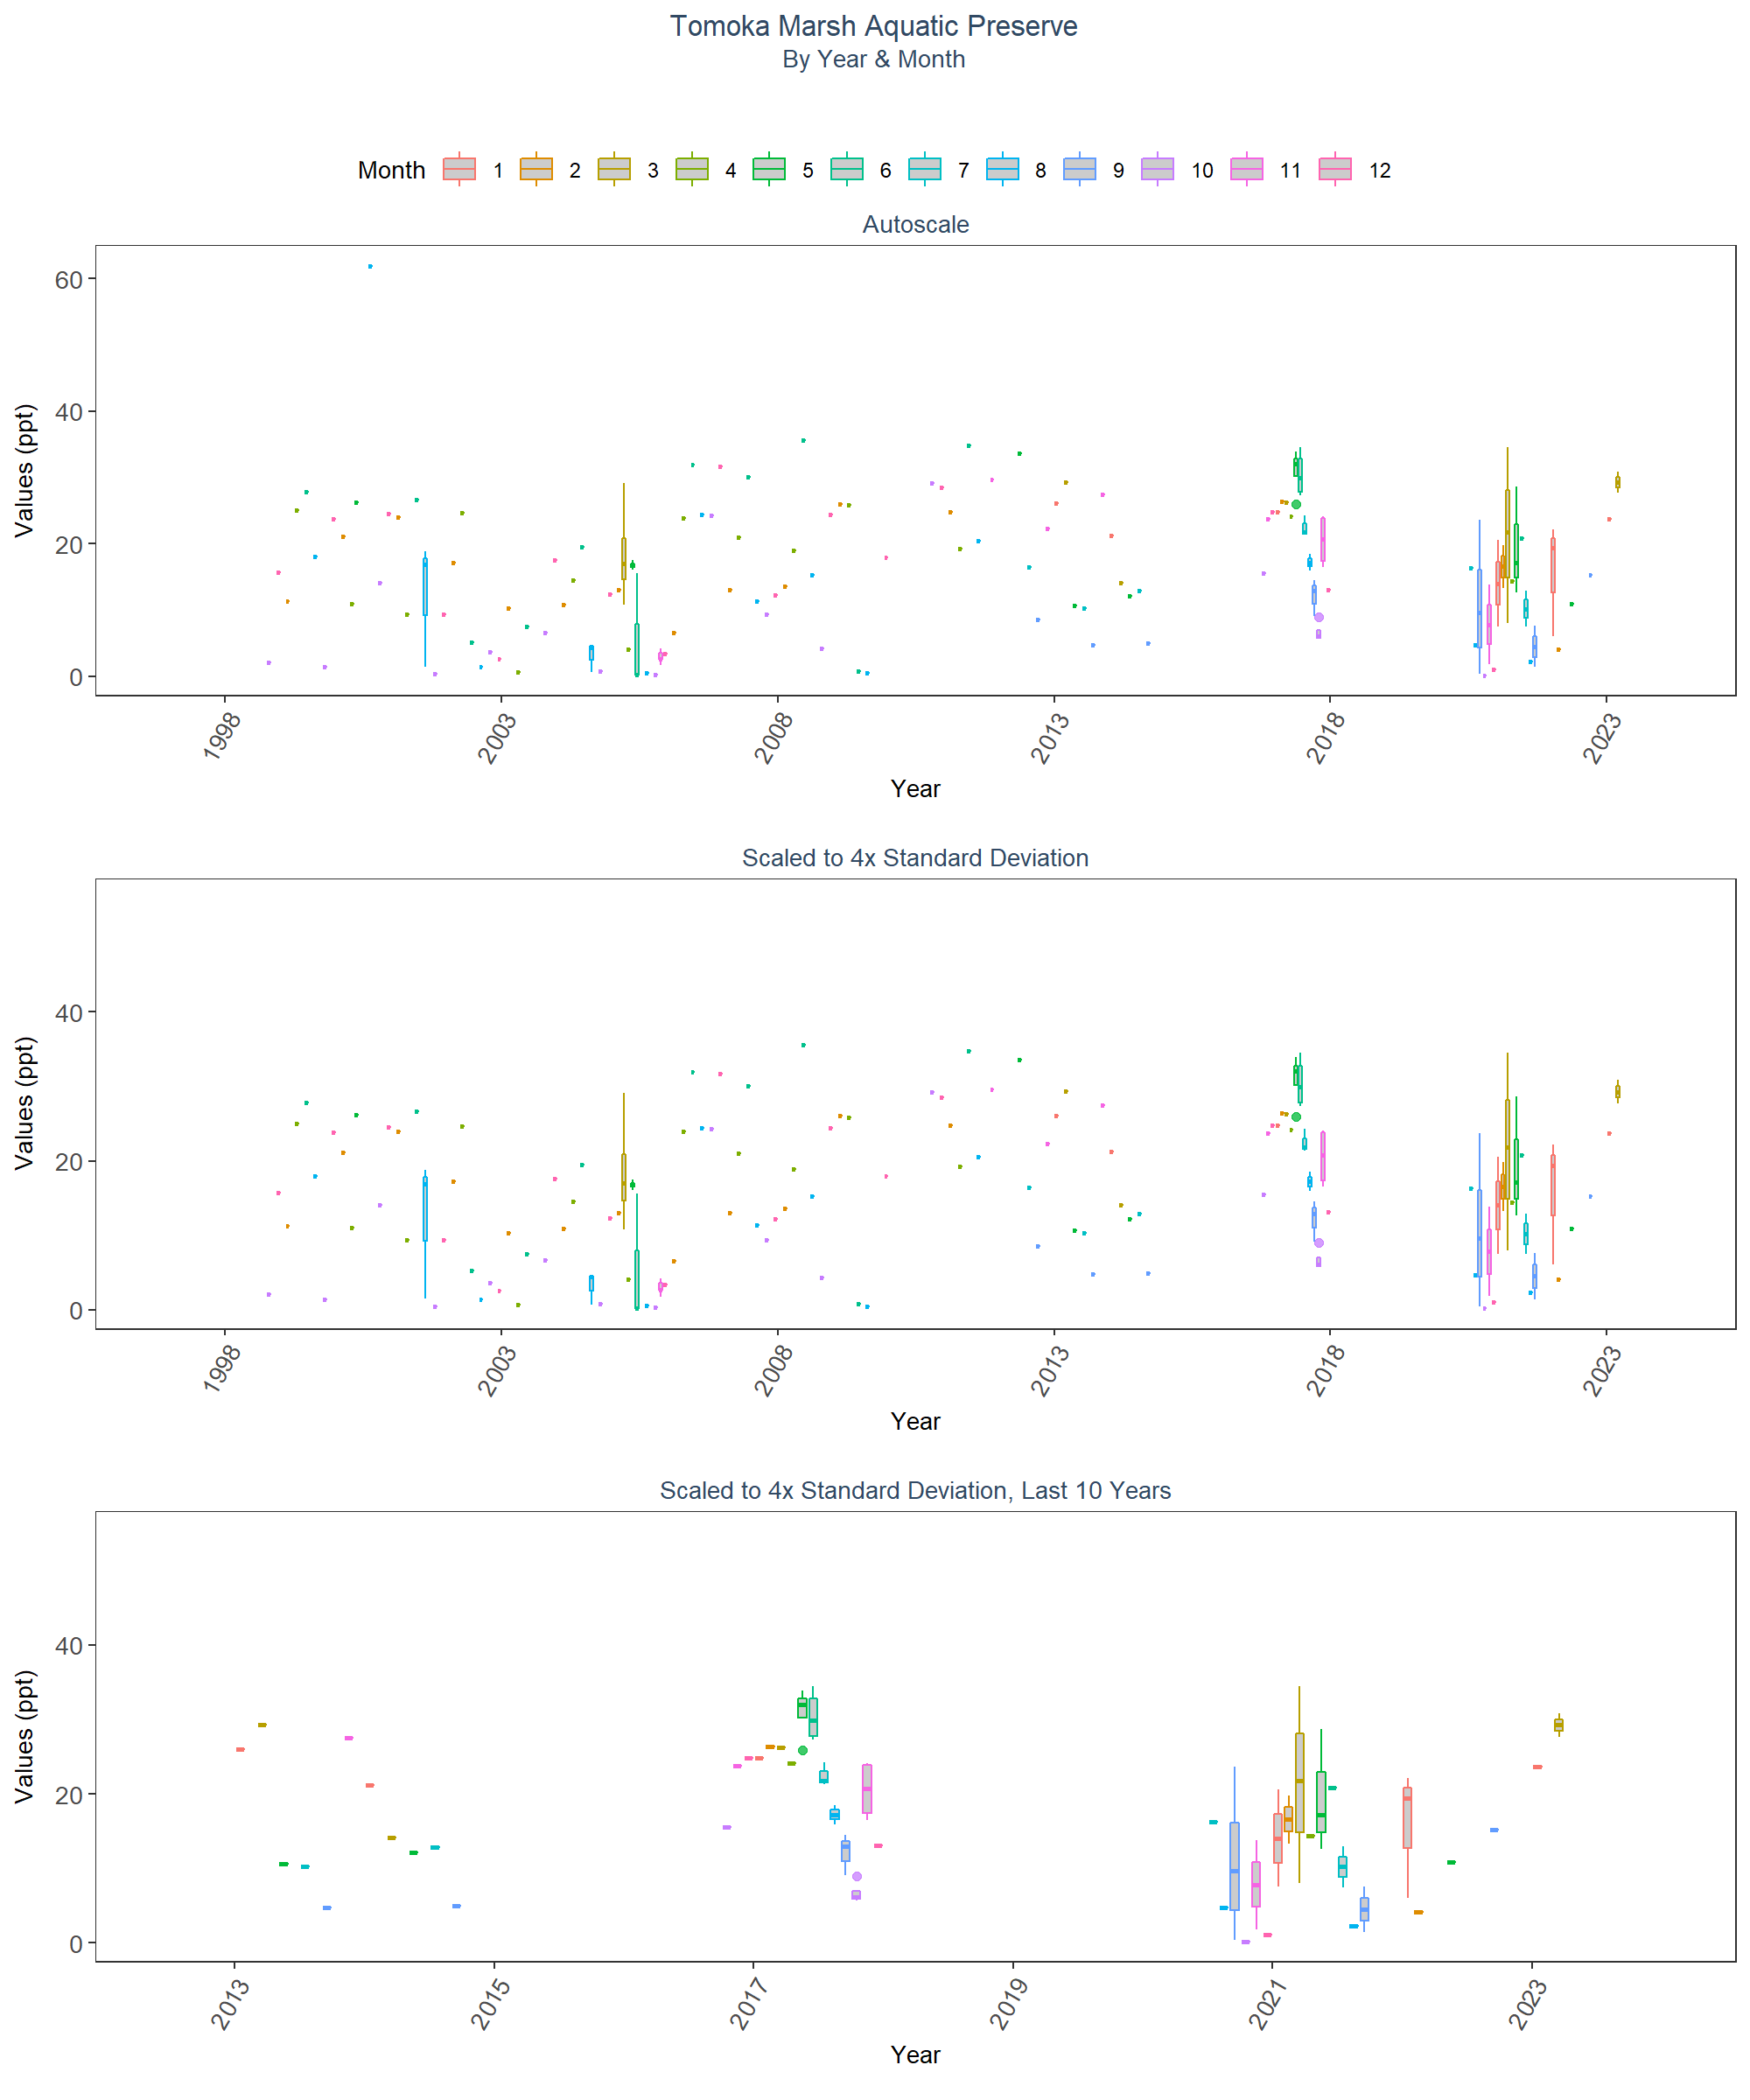 Tomoka Marsh Aquatic Preserve
By Year & Month
Month 1 2 3 4 5 6 7 8 9 10 11 12
Autoscale
Values (ppt)
60
40
20
0
1998 2003 2008 2013 2018 2023
Year
Scaled to 4x Standard Deviation
Values (ppt)
40
20
0
1998 2003 2008 2013 2018 2023
Year
Scaled to 4x Standard Deviation, Last 10 Years
Values (ppt)
40
20
0
2013 2015 2017 2019 2021 2023
Year